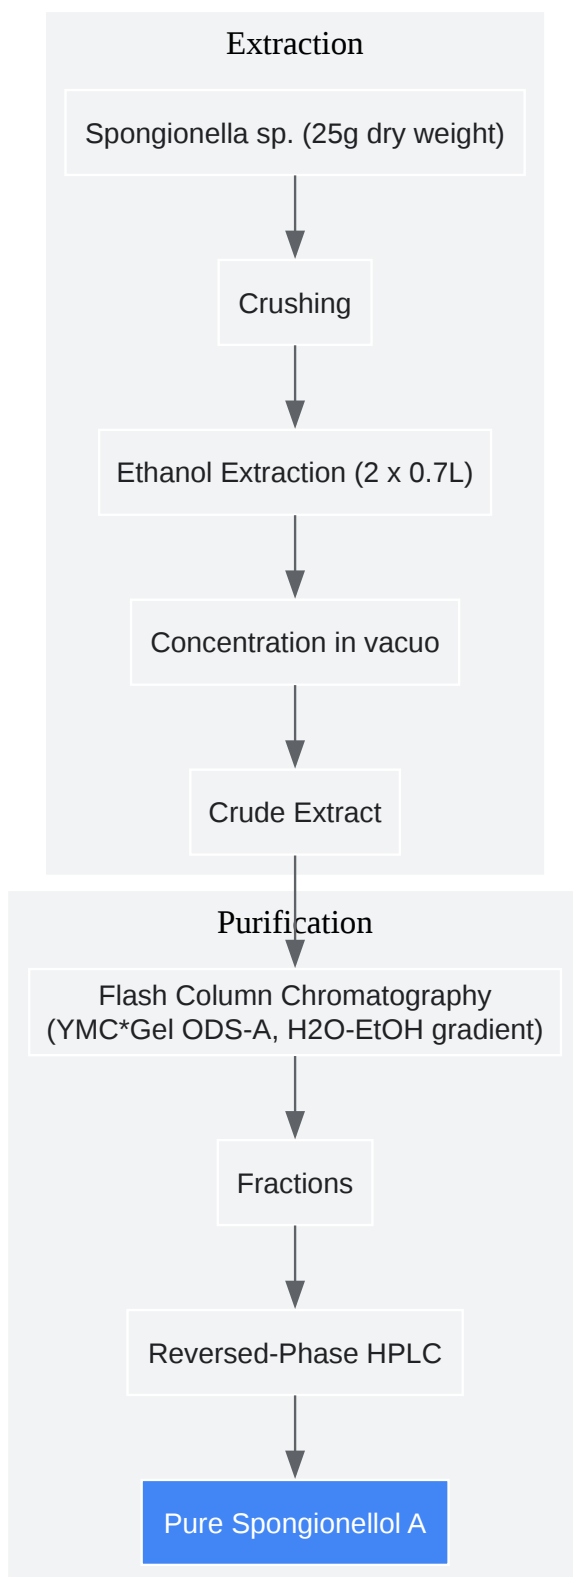 Extraction
Spongionella sp. (25g dry weight)
Crushing
Ethanol Extraction (2 x 0.7L)
Concentration in vacuo
Crude Extract
Purification
Flash Column Chromatography
(YMC*Gel ODS-A, H2O-EtOH gradient)
Fractions
Reversed-Phase HPLC
Pure Spongionellol A